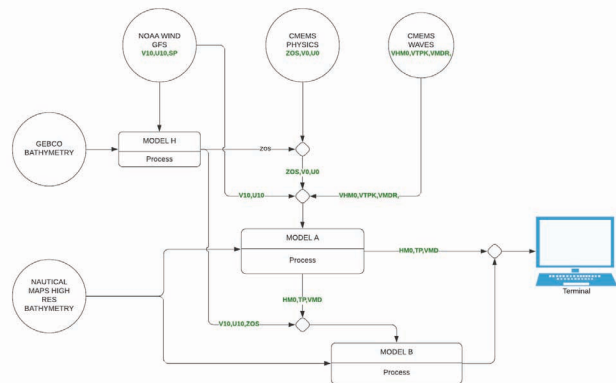 NOAA WIND
GFS
V10,U10,SP
CMEMS
PHYSICS
ZOS,V0,U0
CMEMS
WAVES
VHM0,VTPK,VMDR,
GEBCO
BATHYMETRY
MODEL H
Process
ZOS
ZOS,V0,U0
V10,U10
VHM0,VTPK,VMDR,
MODEL A
Process
HM0,TP,VMD
Terminal
NAUTICAL
MAPS HIGH
RES
BATHYMETRY
HM0,TP,VMD
V10,U10,ZOS
MODEL B
Process